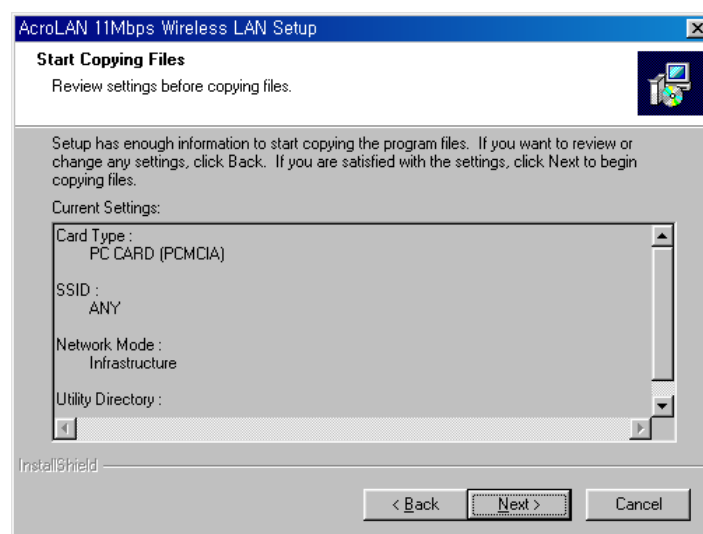 AcroLAN 11Mbps Wireless LAN Setup
Start Copying Files
Review settings before copying files.
Setup has enough information to start copying the program files. If you want to review or
change any settings, click Back. If you are satisfied with the settings, click Next to begin
copying files.
Current Settings:
Card Type :
PC CARD (PCMCIA)
SSID :
ANY
Network Mode :
Infrastructure
Utility Directory :
InstallShield
< Back
Next >
Cancel